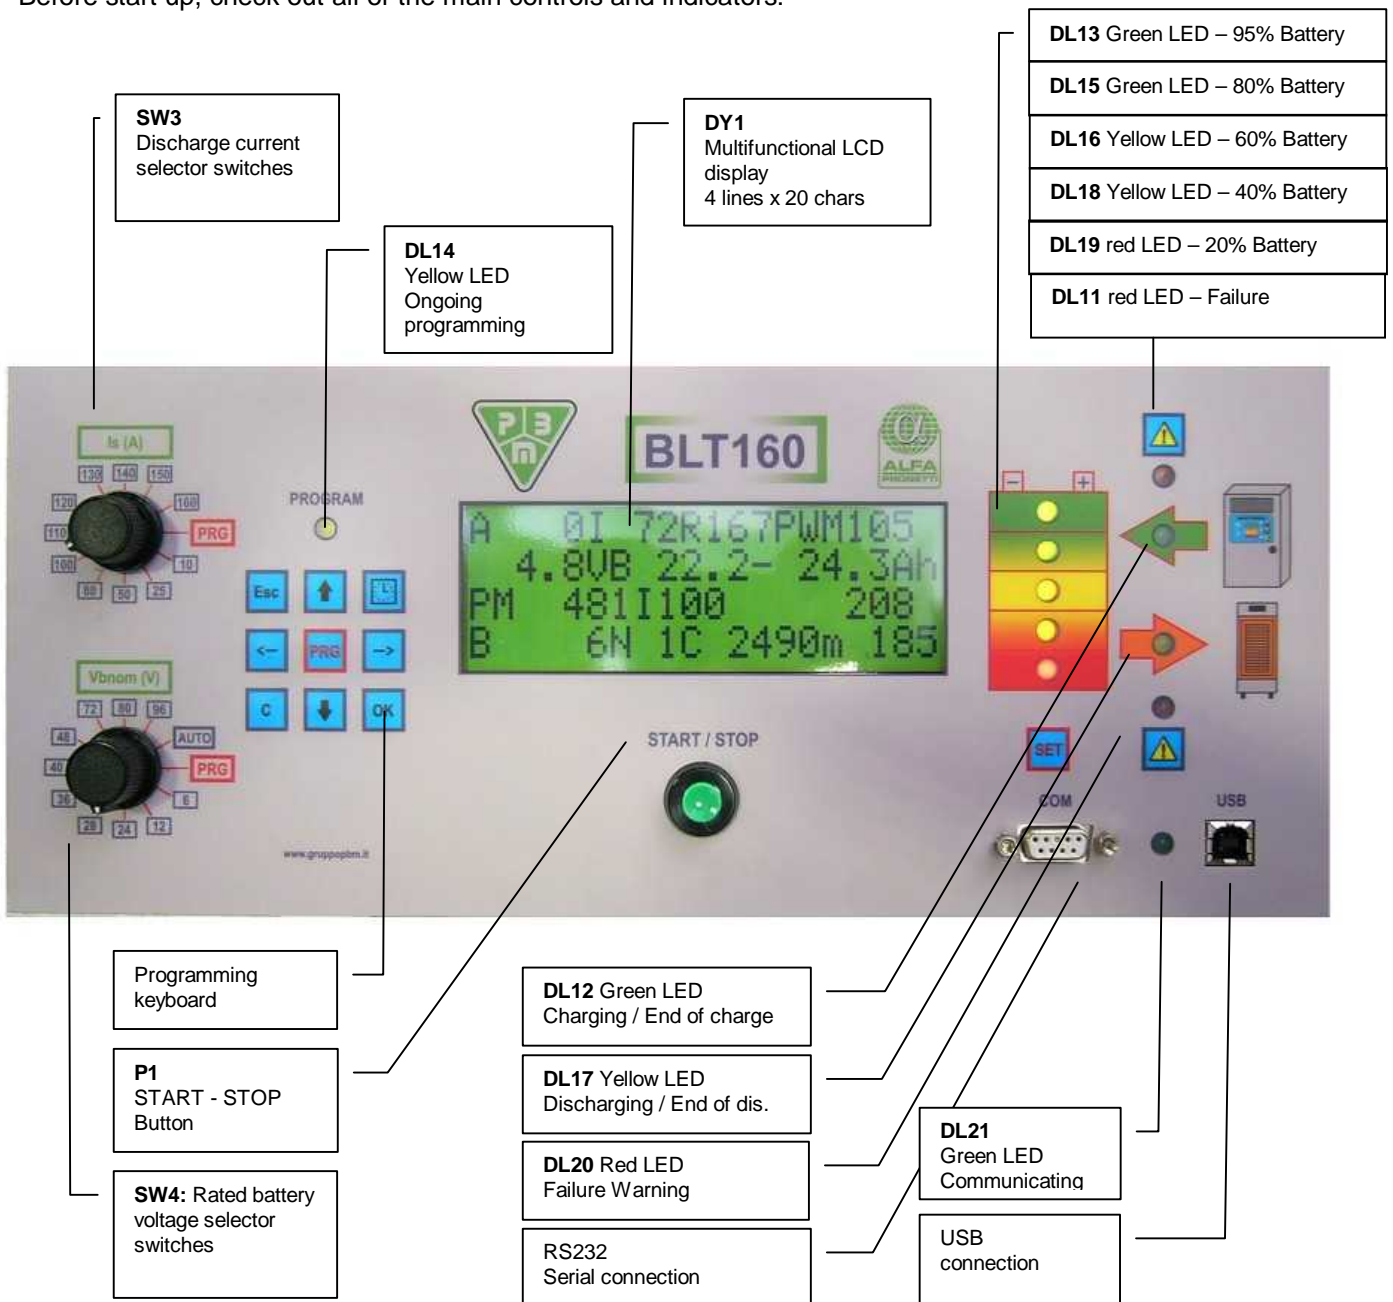 Before start-up, check out all of the main controls and indicators.
DL13 Green LED – 95% Battery
DL15 Green LED – 80% Battery
DL16 Yellow LED – 60% Battery
DL18 Yellow LED – 40% Battery
DL19 red LED – 20% Battery
DL11 red LED – Failure
SW3
Discharge current
selector switches
DY1
Multifunctional LCD
display
4 lines x 20 chars
DL14
Yellow LED
Ongoing
programming
Is (A)
130 140 150
120 160
110 PRG
100 10
80 50 25
PROGRAM
Esc
<--
PRG
-->
C
OK
P B
M
BLT160
α
ALFA
PROGETTI
A 0I 72R167PWM105
4.8VB 22.2- 24.3Ah
PM 481I100 208
B 6N 1C 2490m 185
- +
Vbnom (V)
72 80 96
48 AUTO
40 PRG
36 6
28 24 12
START / STOP
SET
COM
USB
www.gruppopbm.it
Programming
keyboard
P1
START - STOP
Button
SW4: Rated battery
voltage selector
switches
DL12 Green LED
Charging / End of charge
DL17 Yellow LED
Discharging / End of dis.
DL20 Red LED
Failure Warning
RS232
Serial connection
DL21
Green LED
Communicating
USB
connection